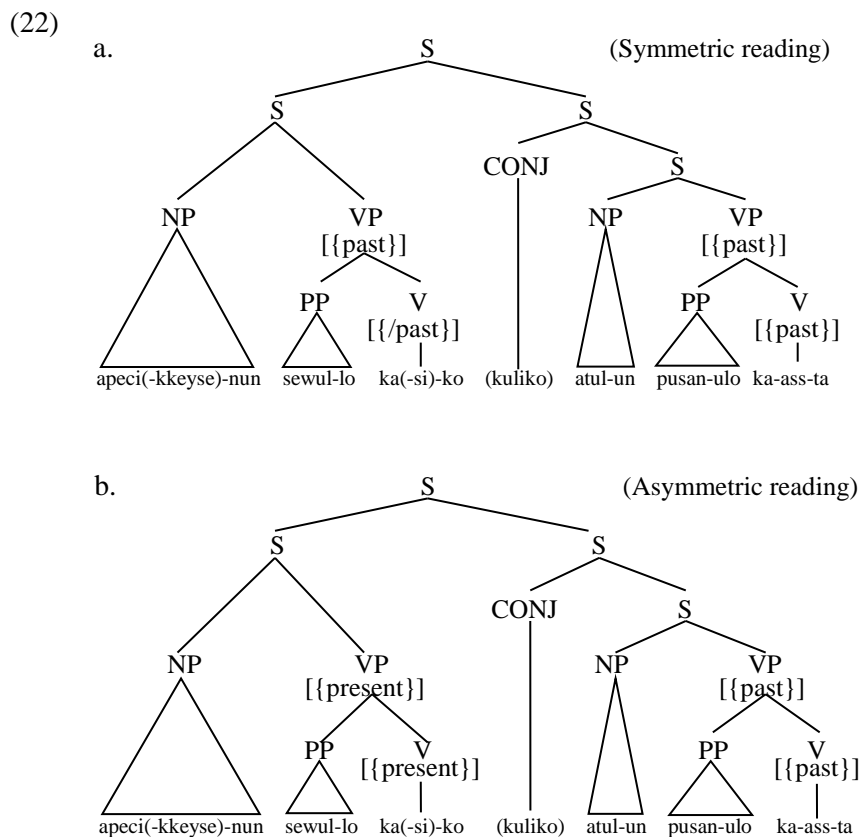 (22)
a. S (Symmetric reading)
S S
CONJ S
NP VP NP VP
[{past}] [{past}]
PP V PP V
[{/past}] [{past}]
apeci(-kkeyse)-nun sewul-lo ka(-si)-ko (kuliko) atul-un pusan-ulo ka-ass-ta
b. S (Asymmetric reading)
S S
CONJ S
NP VP NP VP
[{present}] [{past}]
PP V PP V
[{present}] [{past}]
apeci(-kkeyse)-nun sewul-lo ka(-si)-ko (kuliko) atul-un pusan-ulo ka-ass-ta